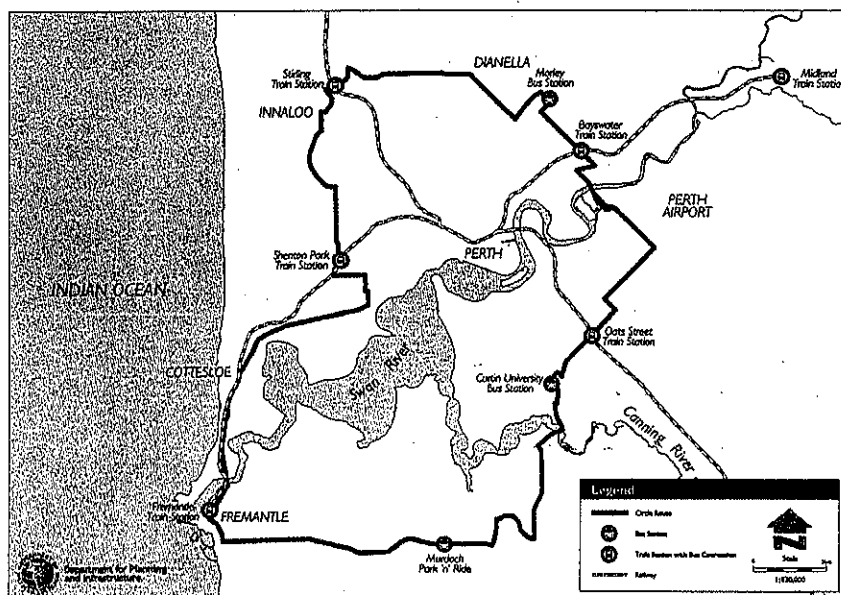 Stirling
Train Station
DIANELLA
Morley
Bus Station
Midland
Train Station
INNALOO
Bayswater
Train Station
PERTH
AIRPORT
PERTH
Shenton Park
Train Station
INDIAN OCEAN
Oats Street
Train Station
COTTESLOE
Swan River
Curtin University
Bus Station
Canning River
Fremantle
Train Station
FREMANTLE
Murdoch
Park 'n' Ride
Department for Planning
and Infrastructure
Legend
Circle Route
Bus Station
Train Station with Bus Connection
Railway
N
Scale
0